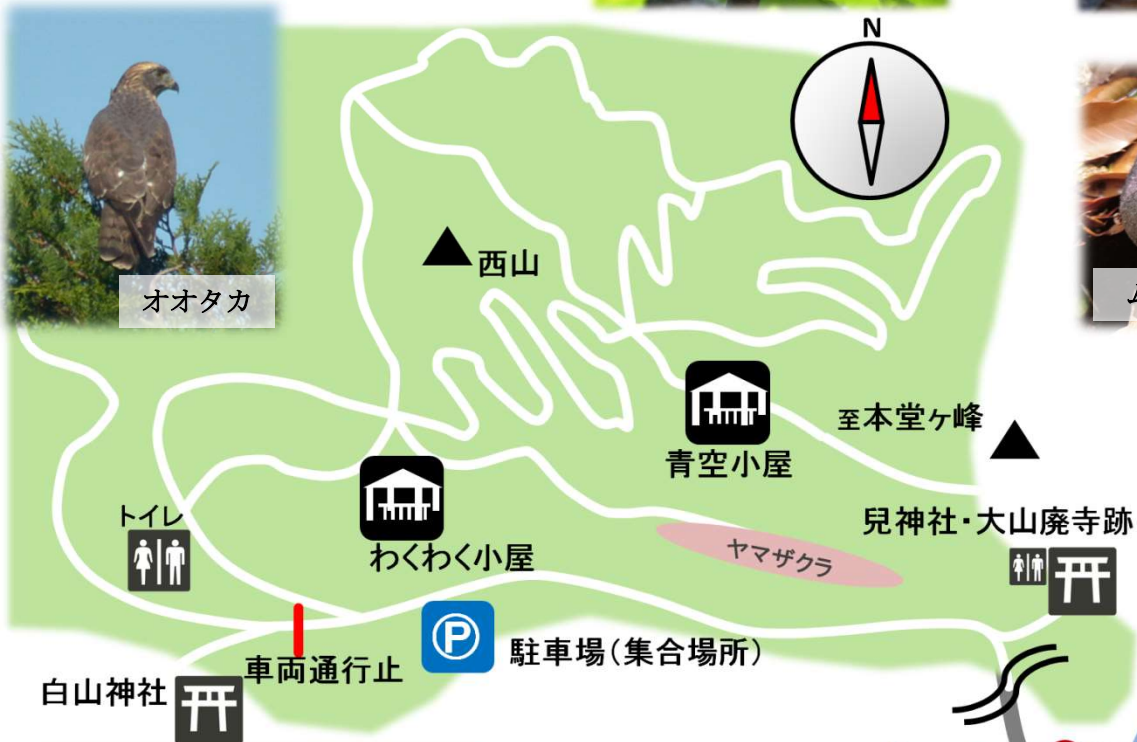 N
オオタカ
西山
至本堂ヶ峰
青空小屋
兒神社・大山廃寺跡
トイレ
わくわく小屋
ヤマザクラ
P
駐車場(集合場所)
車両通行止
白山神社